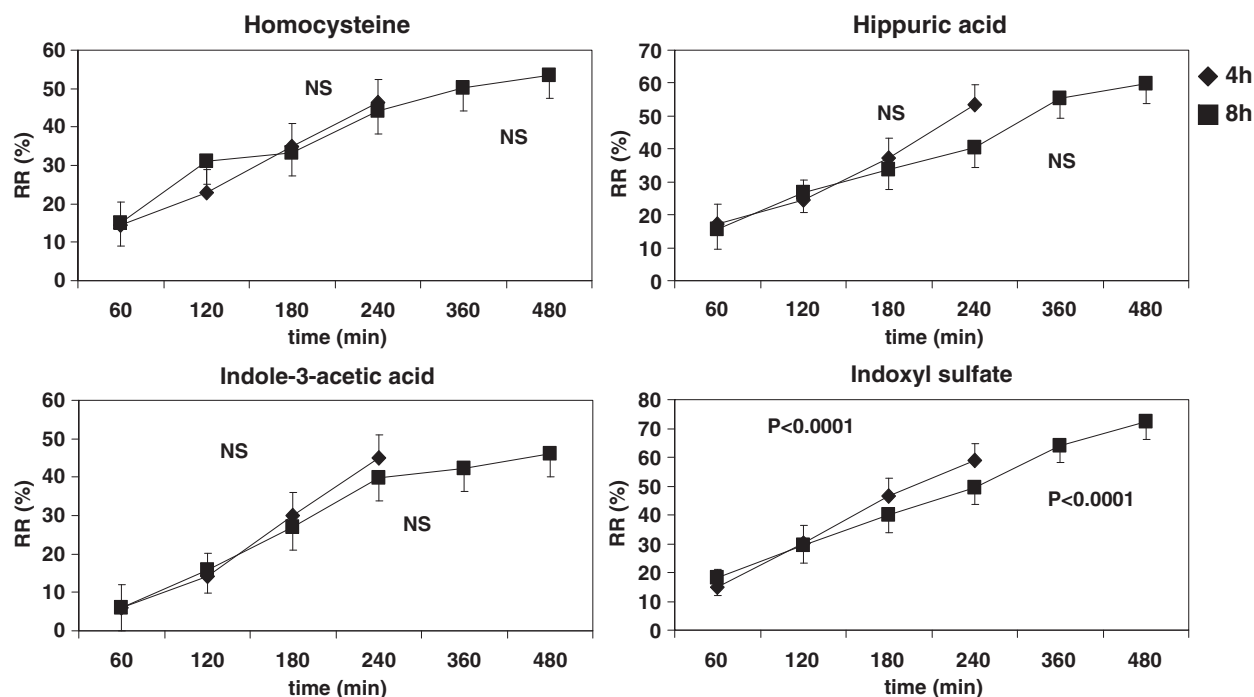 Homocysteine
60
50
40
30
20
10
0
RR (%)
NS
NS
60 120 180 240 360 480
time (min)
Hippuric acid
70
60
50
40
30
20
10
0
RR (%)
NS
NS
60 120 180 240 360 480
time (min)
4h
8h
Indole-3-acetic acid
60
50
40
30
20
10
0
RR (%)
NS
NS
60 120 180 240 360 480
time (min)
Indoxyl sulfate
80
70
60
50
40
30
20
10
0
RR (%)
P<0.0001
P<0.0001
60 120 180 240 360 480
time (min)